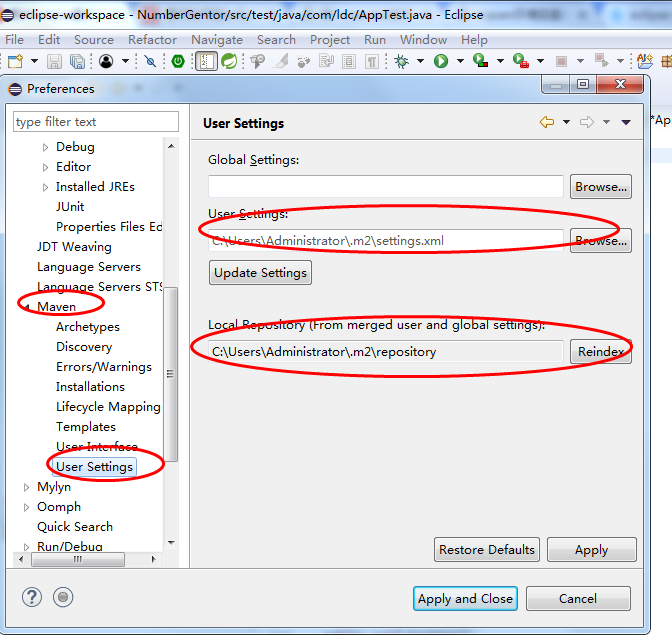 eclipse-workspace - NumberGentor/src/test/java/com/ldc/AppTest.java - Eclipse
File Edit Source Refactor Navigate Search Project Run Window Help
Preferences
type filter text
Debug
Editor
Installed JREs
JUnit
Properties Files Ed
JDT Weaving
Language Servers
Language Servers STS
Maven
Archetypes
Discovery
Errors/Warnings
Installations
Lifecycle Mapping
Templates
User Interface
User Settings
Mylyn
Oomph
Quick Search
Run/Debug
User Settings
Global Settings:
Browse...
User Settings:
C:\Users\Administrator\.m2\settings.xml
Browse...
Update Settings
Local Repository (From merged user and global settings):
C:\Users\Administrator\.m2\repository
Reindex
Restore Defaults
Apply
Apply and Close
Cancel
*Ap